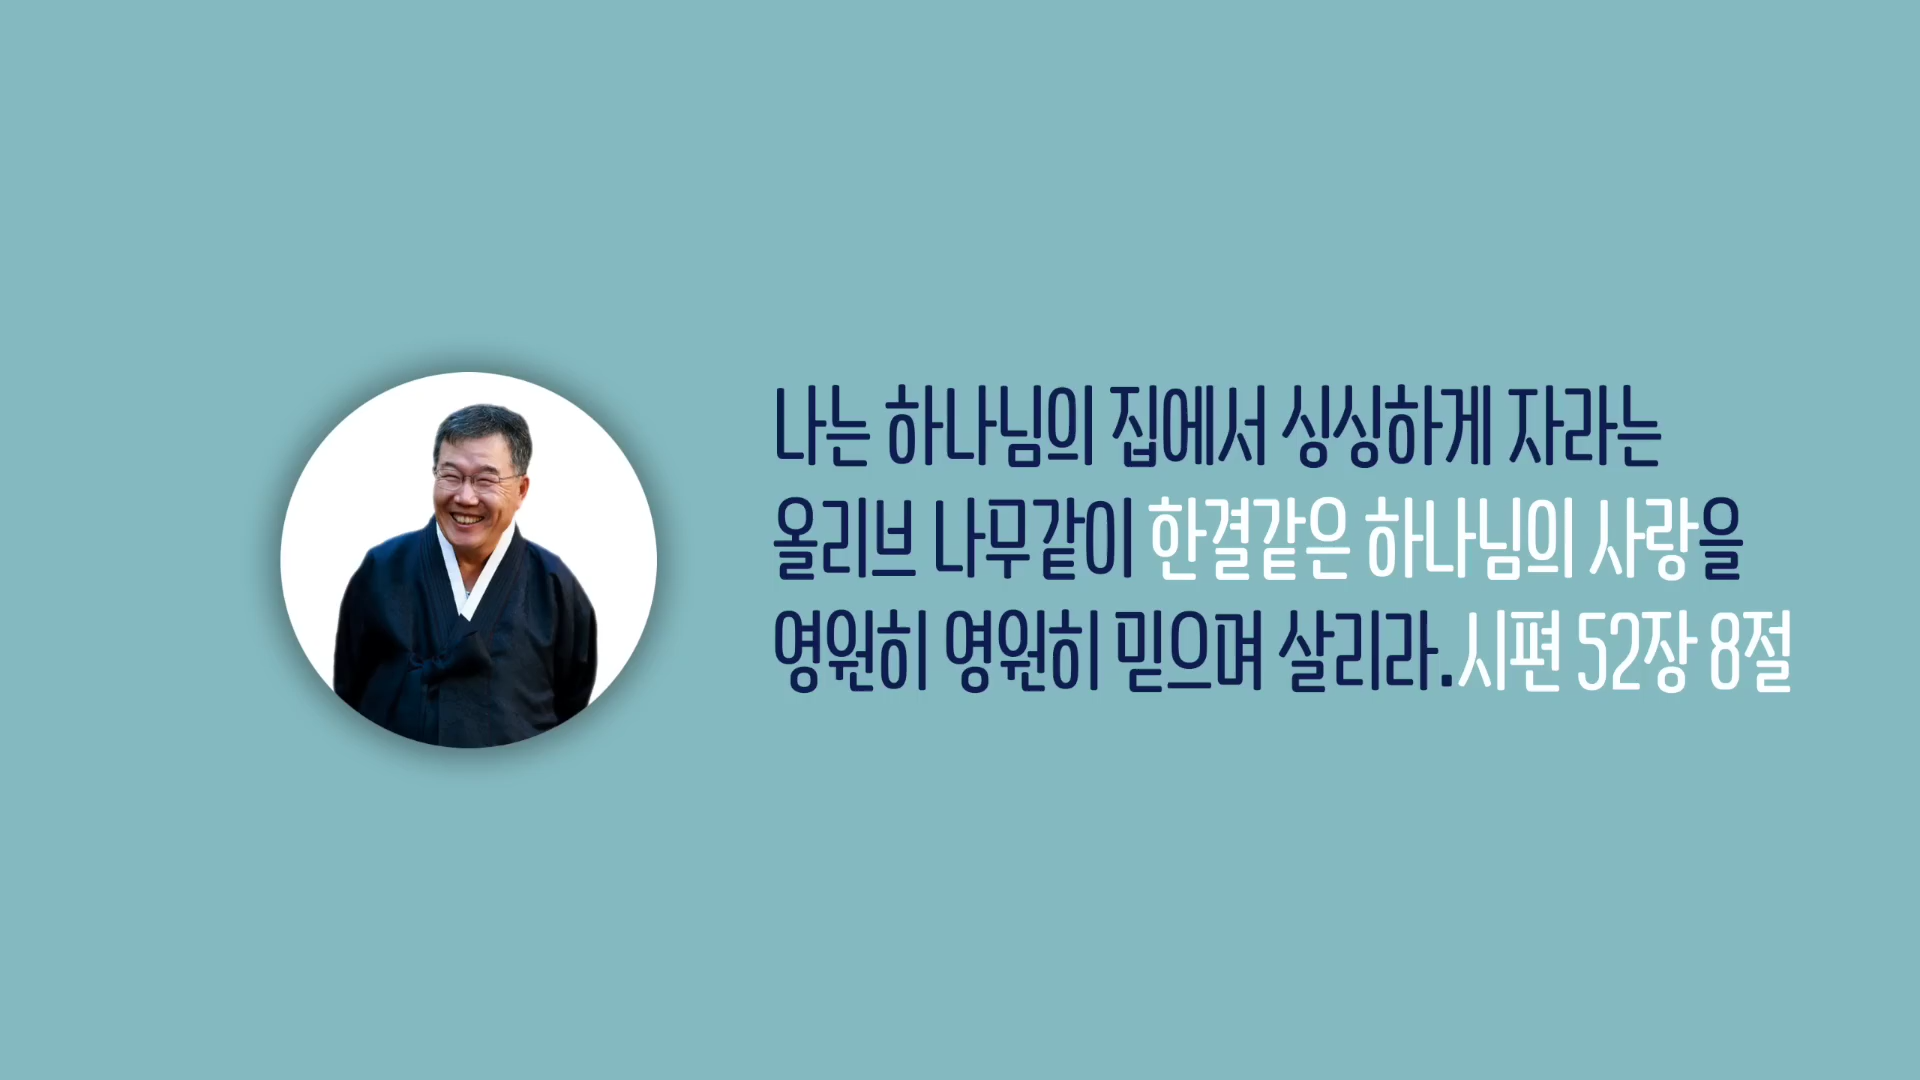 나는 하나님의 집에서 싱싱하게 자라는
올리브 나무같이 한결같은 하나님의 사랑을
영원히 영원히 믿으며 살리라.시편 52장 8절